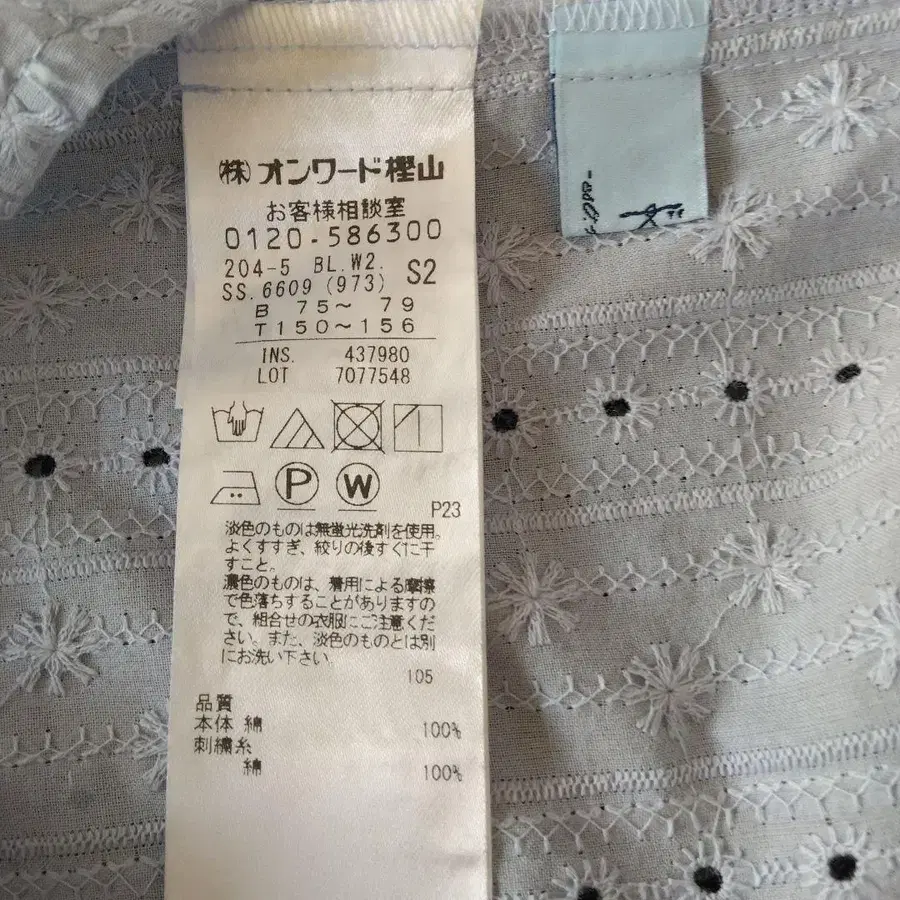 ㈱オンワード樫山
お客様相談室
0120-586300
204-5 BL.W2. S2
SS.6609 (973)
B 75～ 79
T150～156
INS. 437980
LOT 7077548
P W
P23
淡色のものは無蛍光洗剤を使用。
よくすすぎ、絞りの後すぐに干
すこと。
濃色のものは、着用による摩擦
で色落ちすることがありますの
で、組合せの衣服にご注意くだ
さい。また、淡色のものとは別
にお洗い下さい。
105
品質
本体 綿 100%
刺繍糸
綿 100%